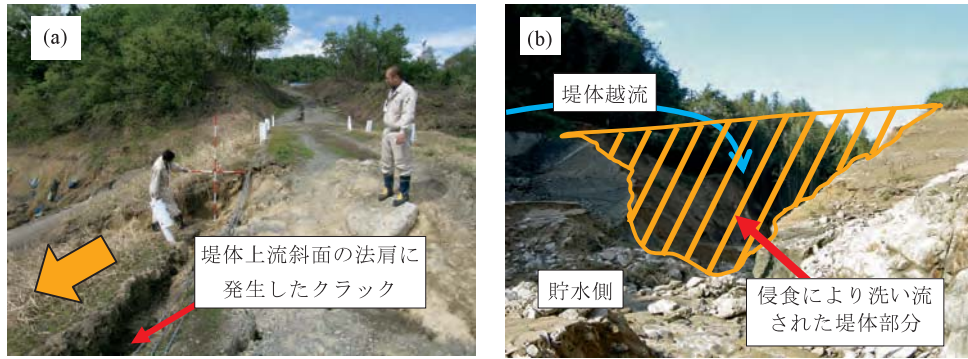 (a)
堤体上流斜面の法肩に
発生したクラック
(b)
堤体越流
貯水側
侵食により洗い流
された堤体部分